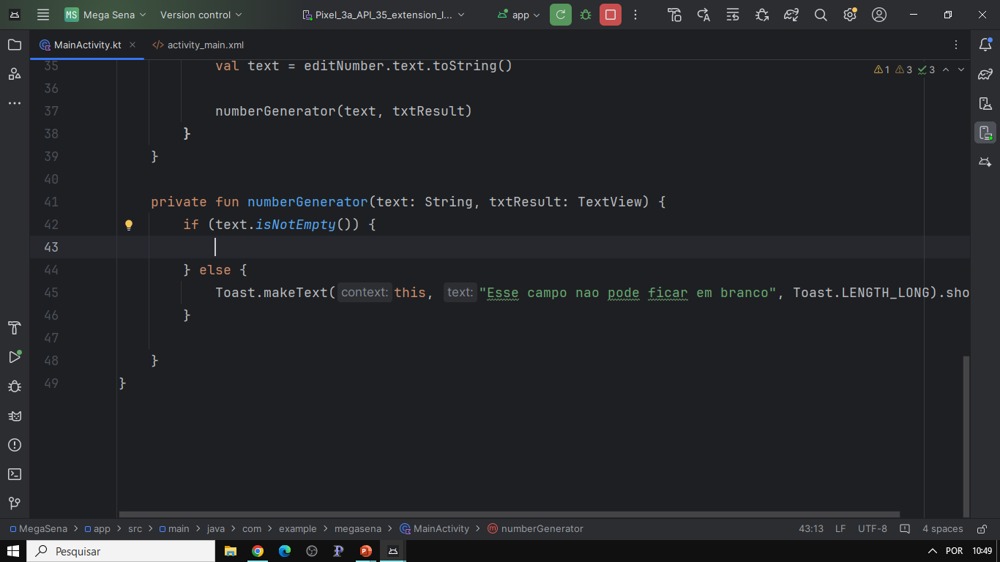 MS Mega Sena Version control Pixel_3a_API_35_extension_l... app
MainActivity.kt activity_main.xml
35 val text = editNumber.text.toString() 1 3 3
36
37 numberGenerator(text, txtResult)
38 }
39 }
40
41 private fun numberGenerator(text: String, txtResult: TextView) {
42 if (text.isNotEmpty()) {
43
44 } else {
45 Toast.makeText( context: this, text: "Esse campo nao pode ficar em branco", Toast.LENGTH_LONG).sho
46 }
47
48 }
49 }
MegaSena > app > src > main > java > com > example > megasena > MainActivity > numberGenerator 43:13 LF UTF-8 4 spaces
Pesquisar POR 10:49